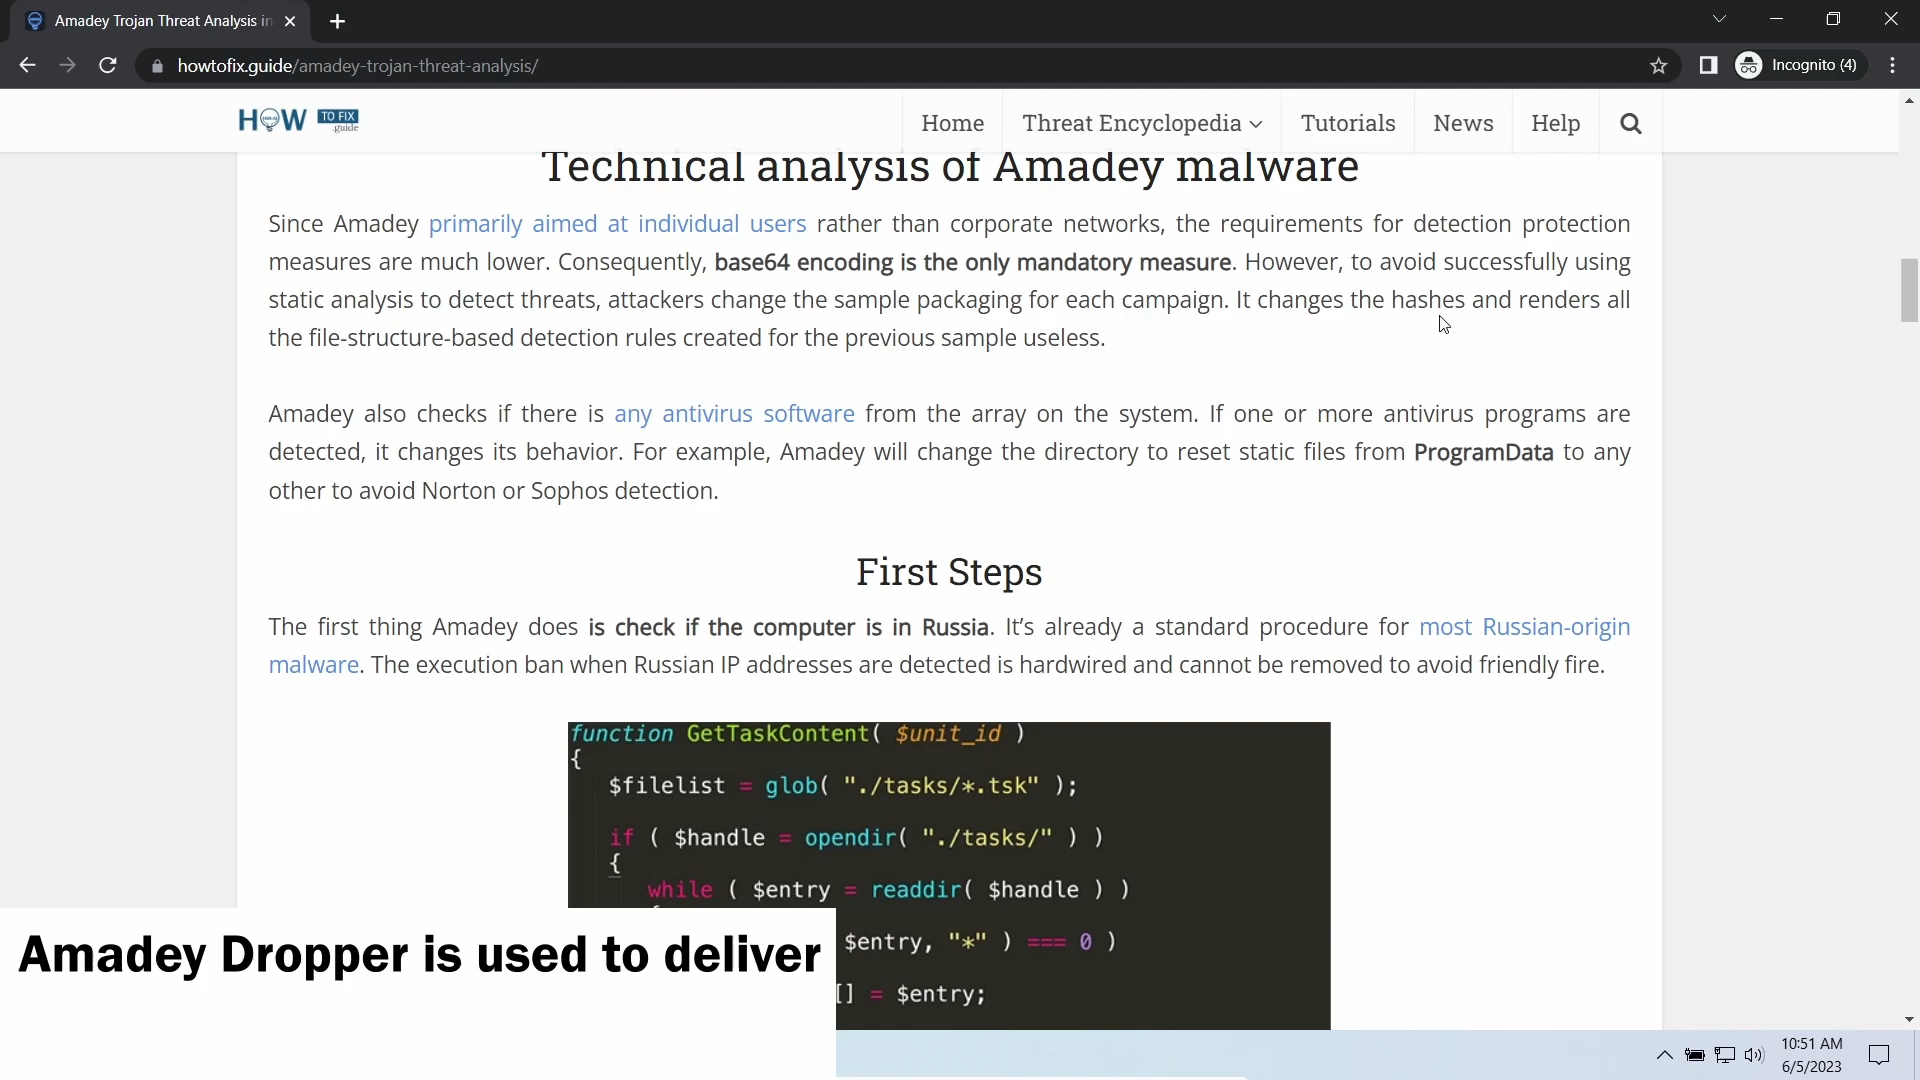 Amadey Trojan Threat Analysis in
howtofix.guide/amadey-trojan-threat-analysis/
Incognito (4)
HOW TO FIX .guide
Home Threat Encyclopedia Tutorials News Help
Technical analysis of Amadey malware
Since Amadey primarily aimed at individual users rather than corporate networks, the requirements for detection protection
measures are much lower. Consequently, base64 encoding is the only mandatory measure. However, to avoid successfully using
static analysis to detect threats, attackers change the sample packaging for each campaign. It changes the hashes and renders all
the file-structure-based detection rules created for the previous sample useless.
Amadey also checks if there is any antivirus software from the array on the system. If one or more antivirus programs are
detected, it changes its behavior. For example, Amadey will change the directory to reset static files from ProgramData to any
other to avoid Norton or Sophos detection.
First Steps
The first thing Amadey does is check if the computer is in Russia. It’s already a standard procedure for most Russian-origin
malware. The execution ban when Russian IP addresses are detected is hardwired and cannot be removed to avoid friendly fire.
function GetTaskContent( $unit_id )
{
$filelist = glob( "./tasks/*.tsk" );
if ( $handle = opendir( "./tasks/" ) )
{
while ( $entry = readdir( $handle ) )
$entry, "*" ) === 0 )
[] = $entry;
Amadey Dropper is used to deliver
10:51 AM
6/5/2023